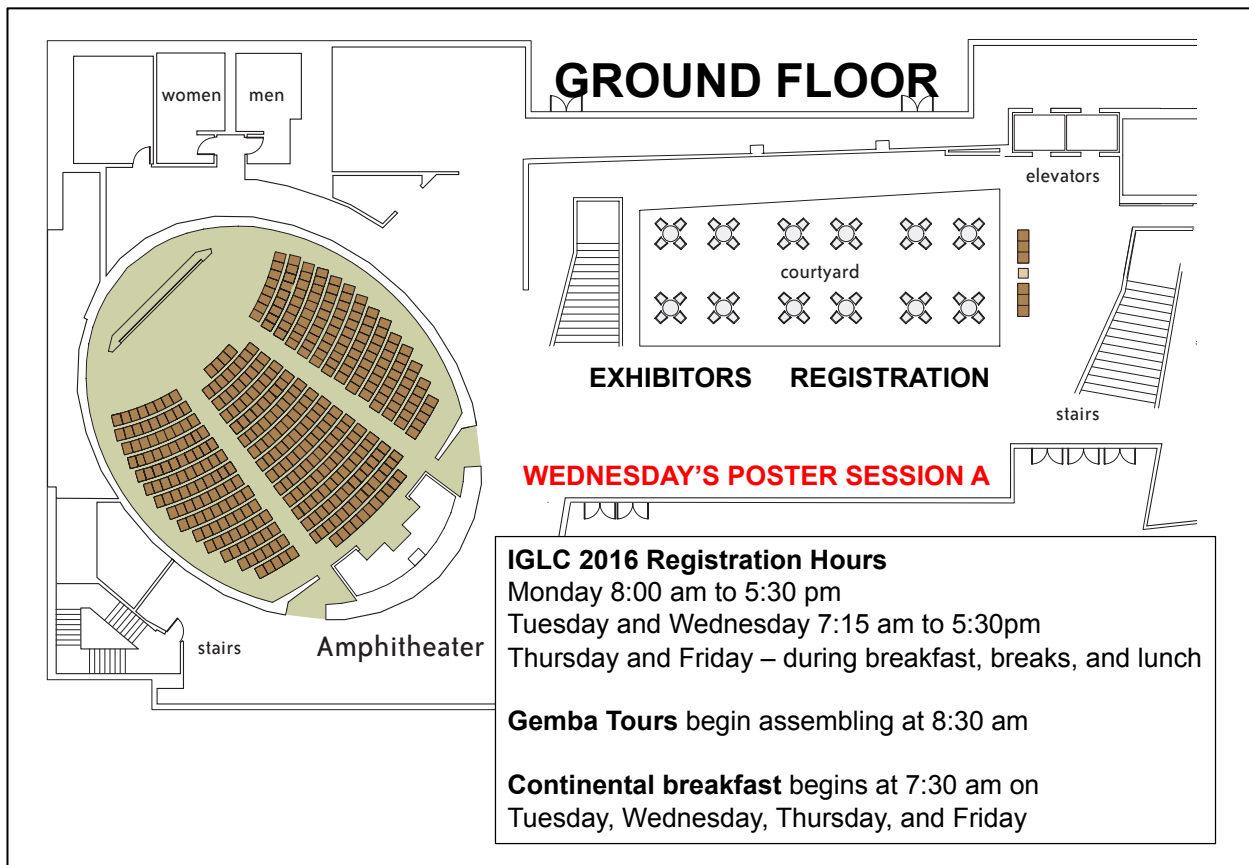 GROUND FLOOR
women
men
elevators
courtyard
EXHIBITORS REGISTRATION
stairs
WEDNESDAY’S POSTER SESSION A
stairs
Amphitheater
IGLC 2016 Registration Hours
Monday 8:00 am to 5:30 pm
Tuesday and Wednesday 7:15 am to 5:30pm
Thursday and Friday – during breakfast, breaks, and lunch
Gemba Tours begin assembling at 8:30 am
Continental breakfast begins at 7:30 am on
Tuesday, Wednesday, Thursday, and Friday